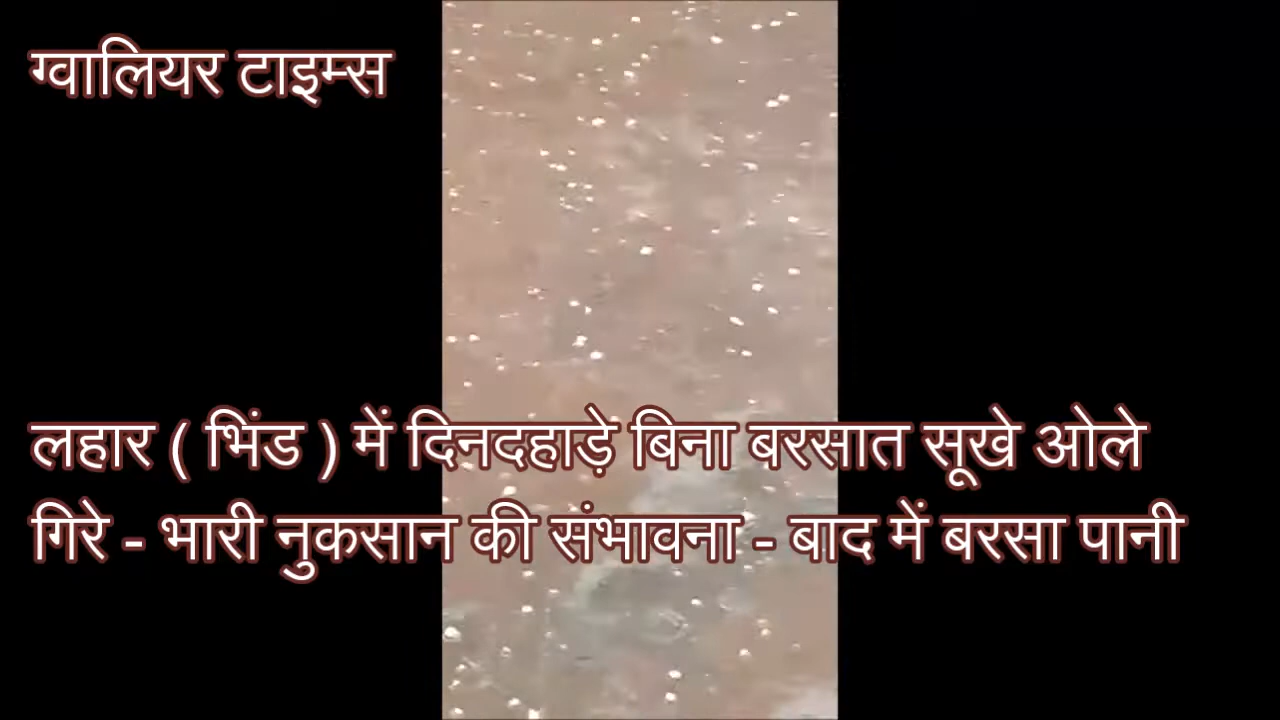 ग्वालियर टाइम्स
लहार ( भिंड ) में दिनदहाड़े बिना बरसात सूखे ओले
गिरे - भारी नुकसान की संभावना - बाद में बरसा पानी